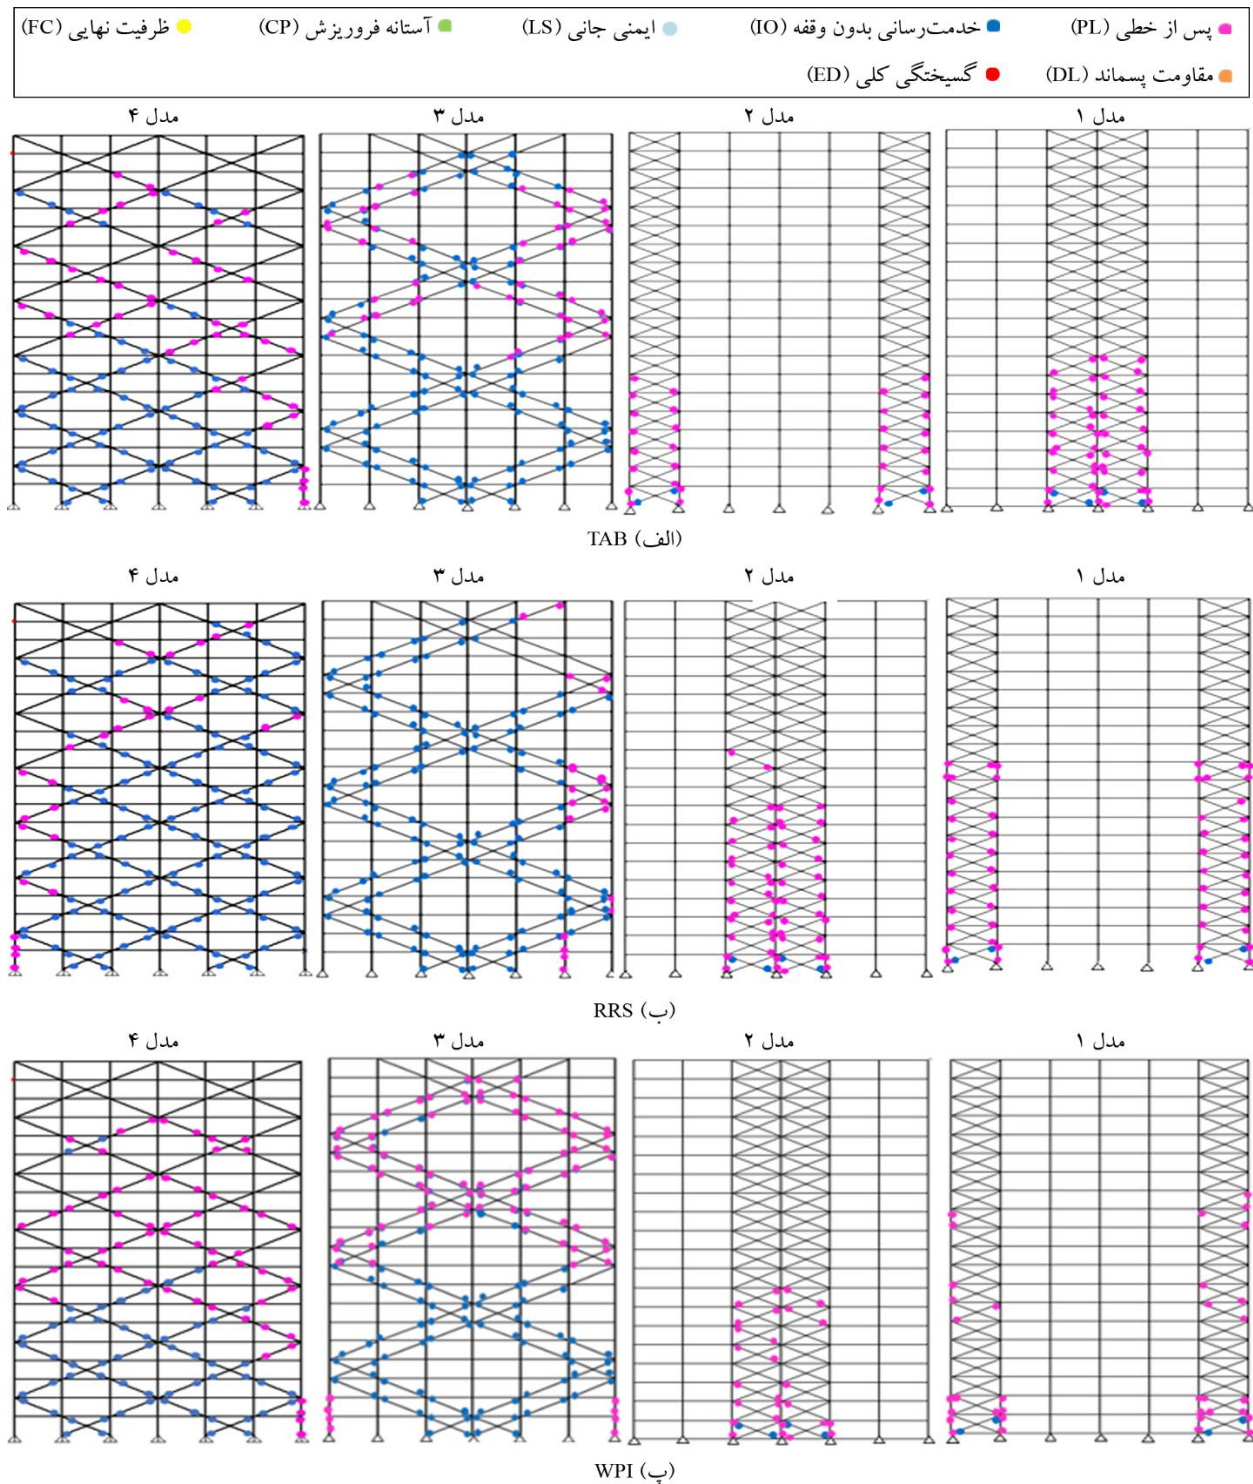 پس از خطی (PL) خدمت‌رسانی بدون وقفه (IO) ایمنی جانی (LS) آستانه فروریزش (CP) ظرفیت نهایی (FC)
مقاومت پسماند (DL) گسیختگی کلی (ED)
مدل ۱ مدل ۲ مدل ۳ مدل ۴
(الف) TAB
مدل ۱ مدل ۲ مدل ۳ مدل ۴
(ب) RRS
مدل ۱ مدل ۲ مدل ۳ مدل ۴
(پ) WPI